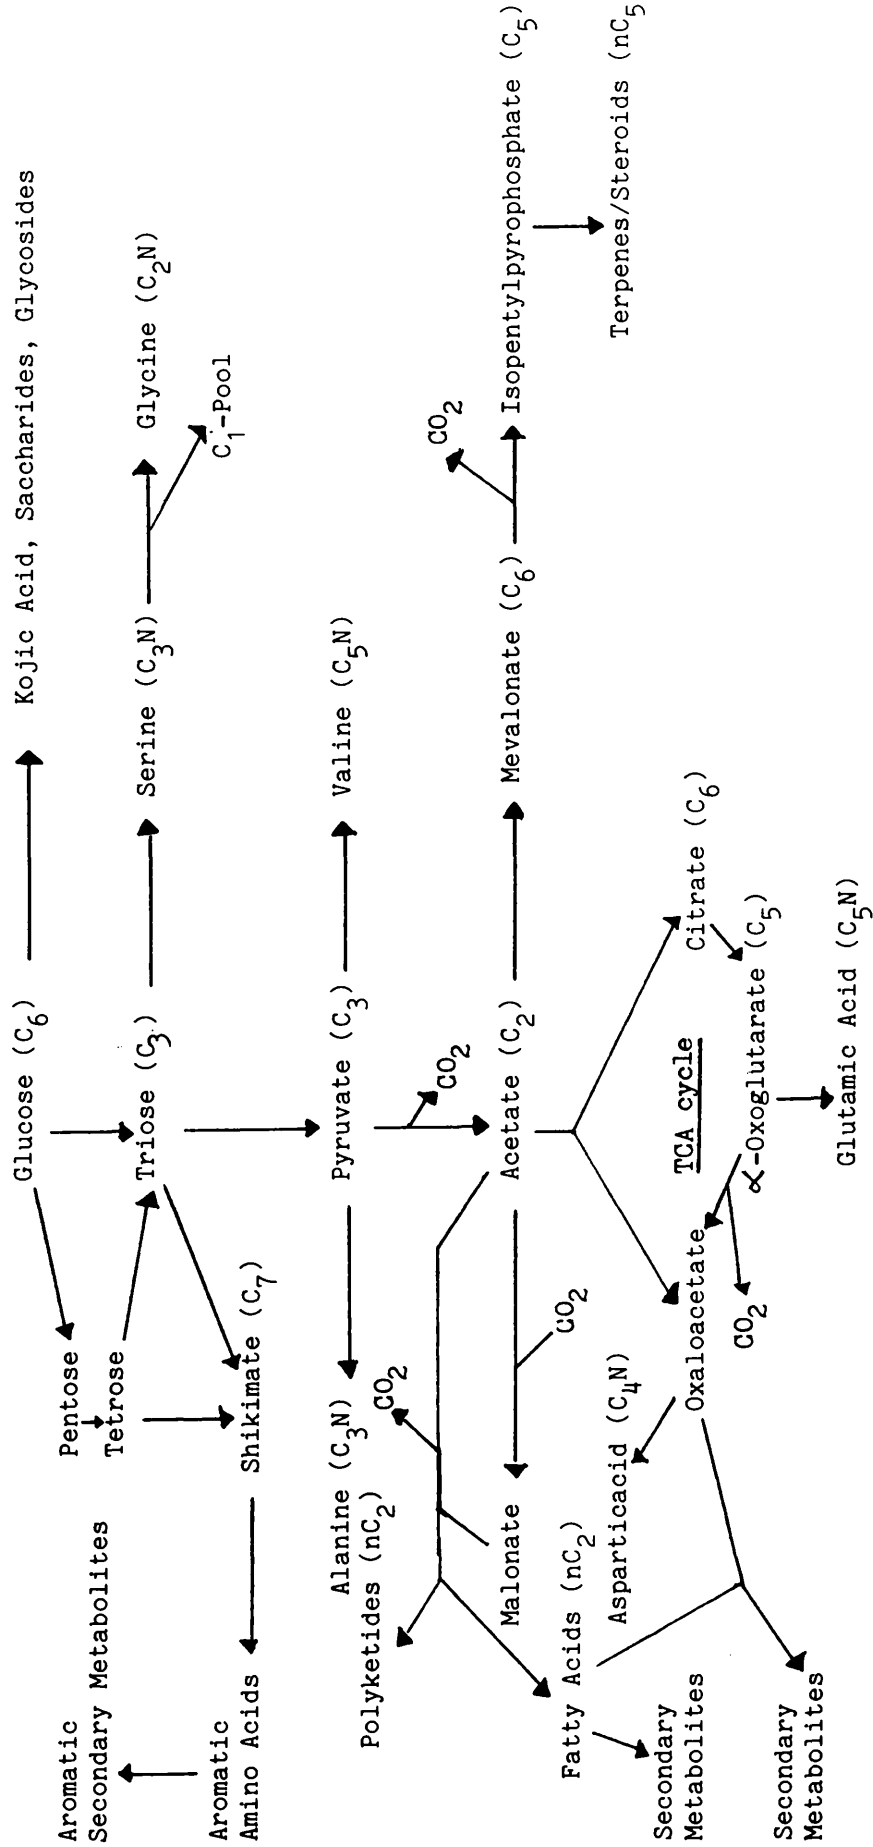 Glucose (C6)
Kojic Acid, Saccharides, Glycosides
Pentose
Tetrose
Triose (C3)
Serine (C3N)
Glycine (C2N)
C1-Pool
Aromatic
Secondary Metabolites
Aromatic
Amino Acids
Shikimate (C7)
Alanine (C3N)
Pyruvate (C3)
Valine (C5N)
Polyketides (nC2)
CO2
CO2
CO2
Malonate
CO2
Acetate (C2)
Mevalonate (C6)
Isopentylpyrophosphate (C5)
Terpenes/Steroids (nC5
Fatty Acids (nC2)
Asparticacid (C4N)
Oxaloacetate
TCA cycle
Citrate (C6)
CO2
α-Oxoglutarate (C5)
Glutamic Acid (C5N)
Secondary
Metabolites
Secondary
Metabolites